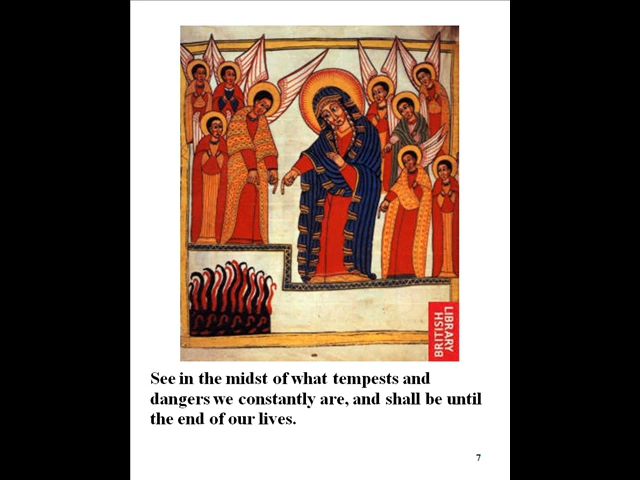 BRITISH
LIBRARY
See in the midst of what tempests and
dangers we constantly are, and shall be until
the end of our lives.
7